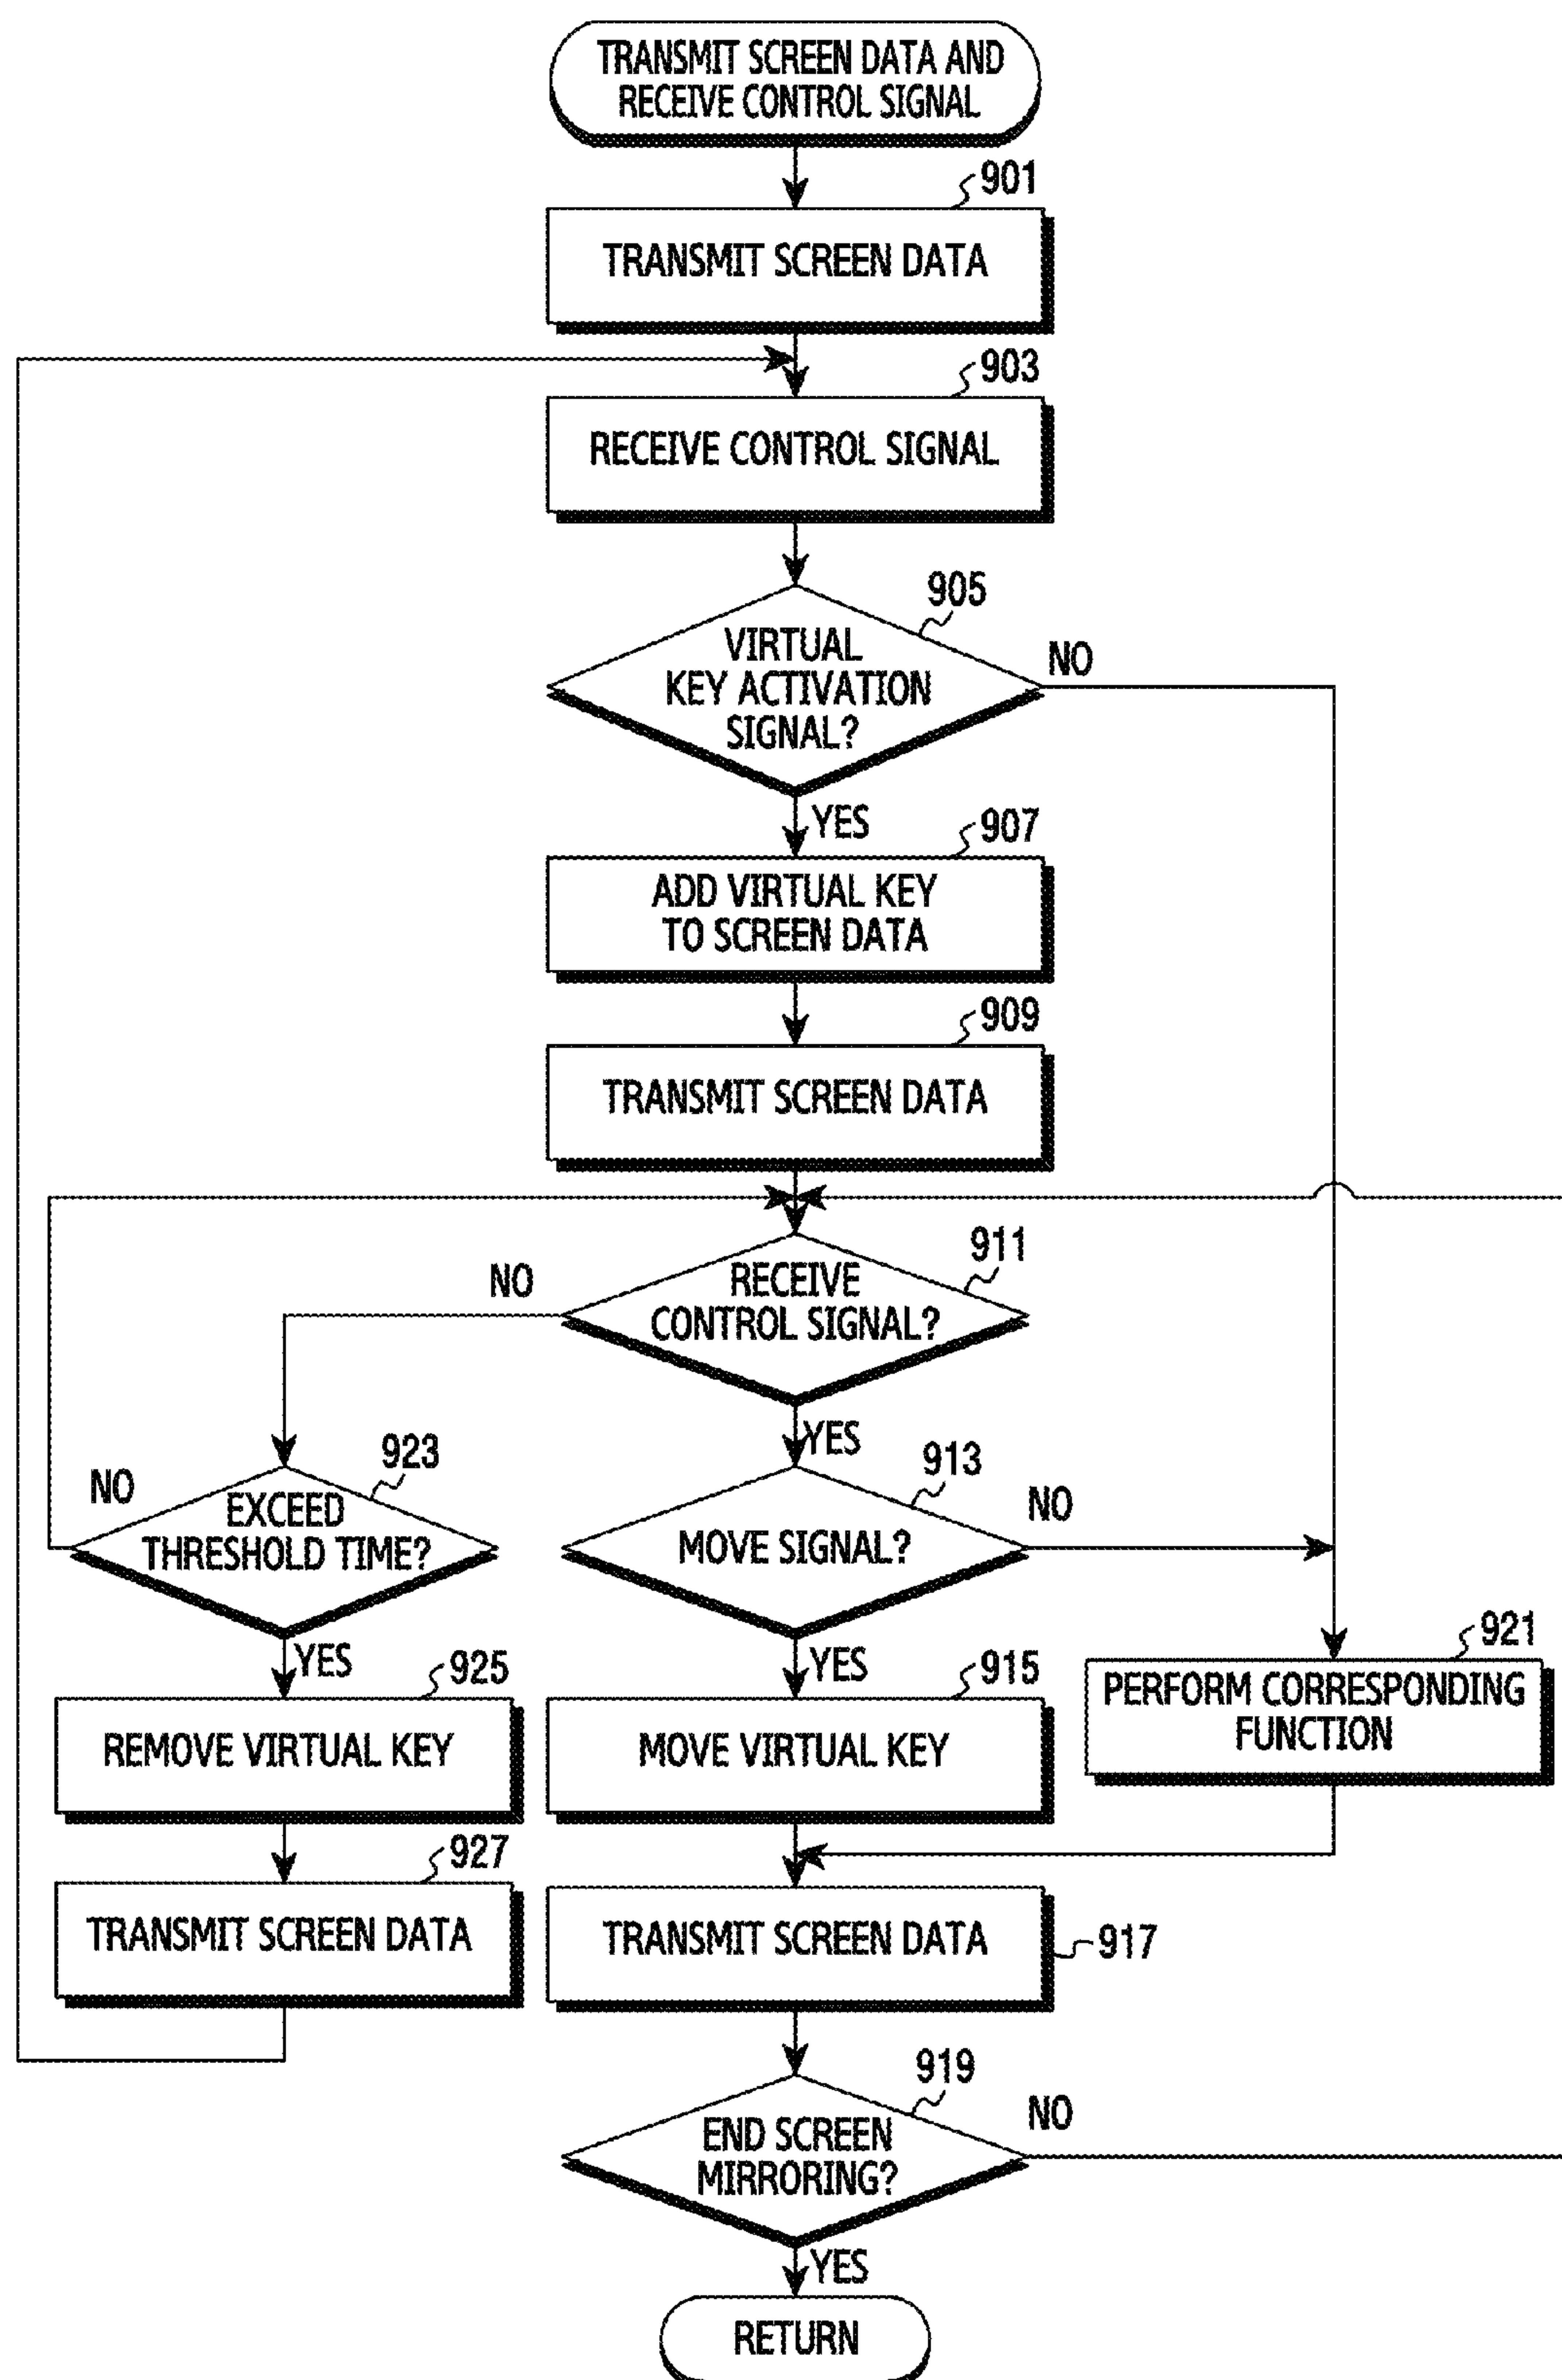 TRANSMIT SCREEN DATA AND
RECEIVE CONTROL SIGNAL
901
TRANSMIT SCREEN DATA
903
RECEIVE CONTROL SIGNAL
905
VIRTUAL
KEY ACTIVATION
SIGNAL?
NO
YES
907
ADD VIRTUAL KEY
TO SCREEN DATA
909
TRANSMIT SCREEN DATA
911
RECEIVE
CONTROL SIGNAL?
NO
YES
923
EXCEED
THRESHOLD TIME?
NO
YES
913
MOVE SIGNAL?
NO
YES
925
REMOVE VIRTUAL KEY
915
MOVE VIRTUAL KEY
921
PERFORM CORRESPONDING
FUNCTION
927
TRANSMIT SCREEN DATA
TRANSMIT SCREEN DATA
917
919
END SCREEN
MIRRORING?
NO
YES
RETURN